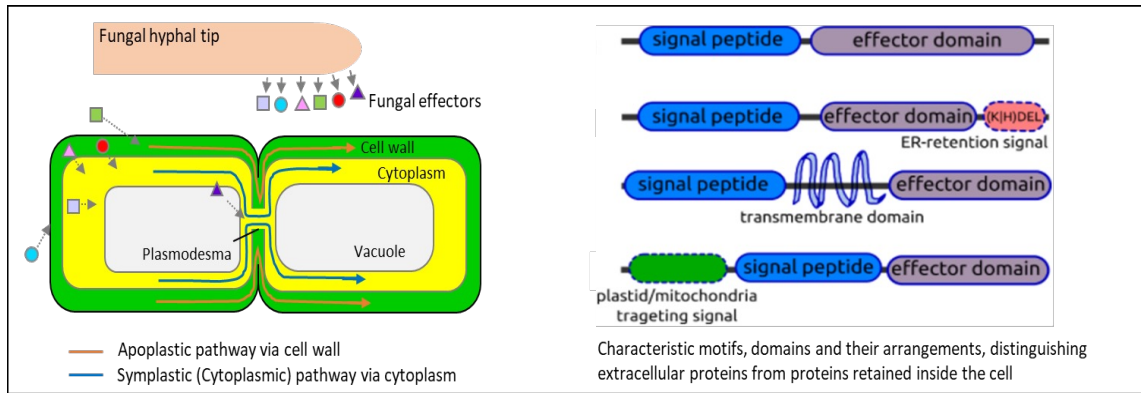 Fungal hyphal tip
Fungal effectors
Cell wall
Cytoplasm
Plasmodesma
Vacuole
Apoplastic pathway via cell wall
Symplastic (Cytoplasmic) pathway via cytoplasm
signal peptide effector domain
signal peptide effector domain (K|H)DEL
ER-retention signal
signal peptide effector domain
transmembrane domain
signal peptide effector domain
plastid/mitochondria
trageting signal
Characteristic motifs, domains and their arrangements, distinguishing
extracellular proteins from proteins retained inside the cell